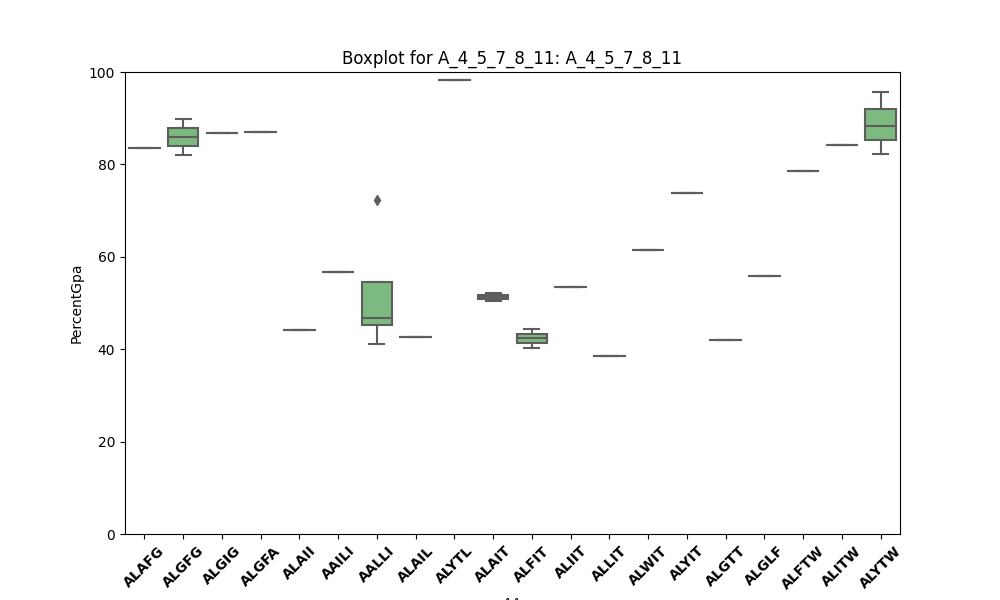 Boxplot for A_4_5_7_8_11: A_4_5_7_8_11
PercentGpa
100
80
60
40
20
0
ALAFG
ALGFG
ALGIG
ALGFA
ALAII
AAILI
AALLI
ALAIL
ALYTL
ALAIT
ALFIT
ALIIT
ALLIT
ALWIT
ALYIT
ALGTT
ALGLF
ALFTW
ALITW
ALYTW